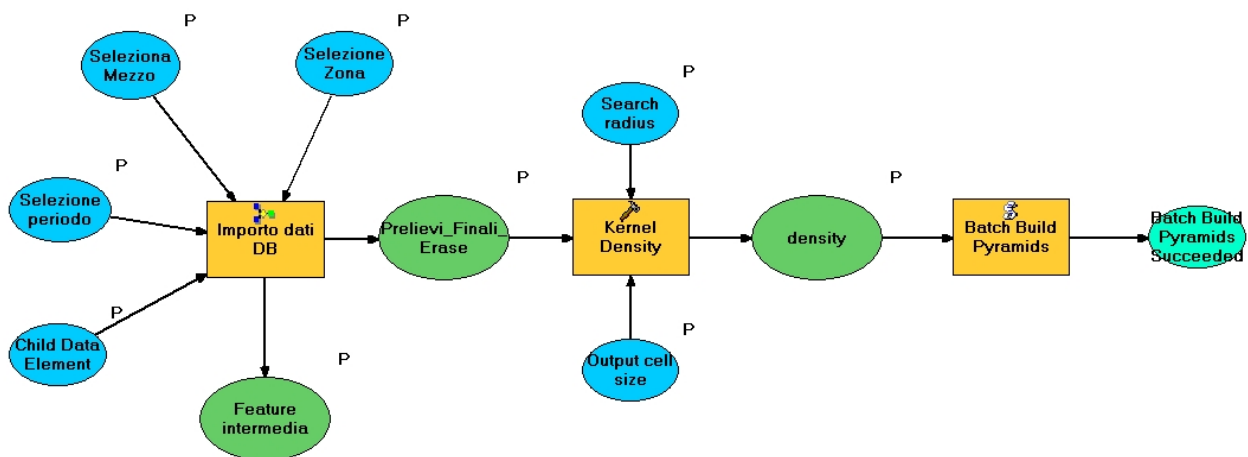 P
P
Seleziona
Mezzo
Selezione
Zona
P
Search
radius
P
Selezione
periodo
P
P
Importo dati
DB
Prelievi_Finali_
Erase
Kernel
Density
density
Batch Build
Pyramids
Batch Build
Pyramids
Succeeded
P
Child Data
Element
P
P
Output cell
size
Feature
intermedia